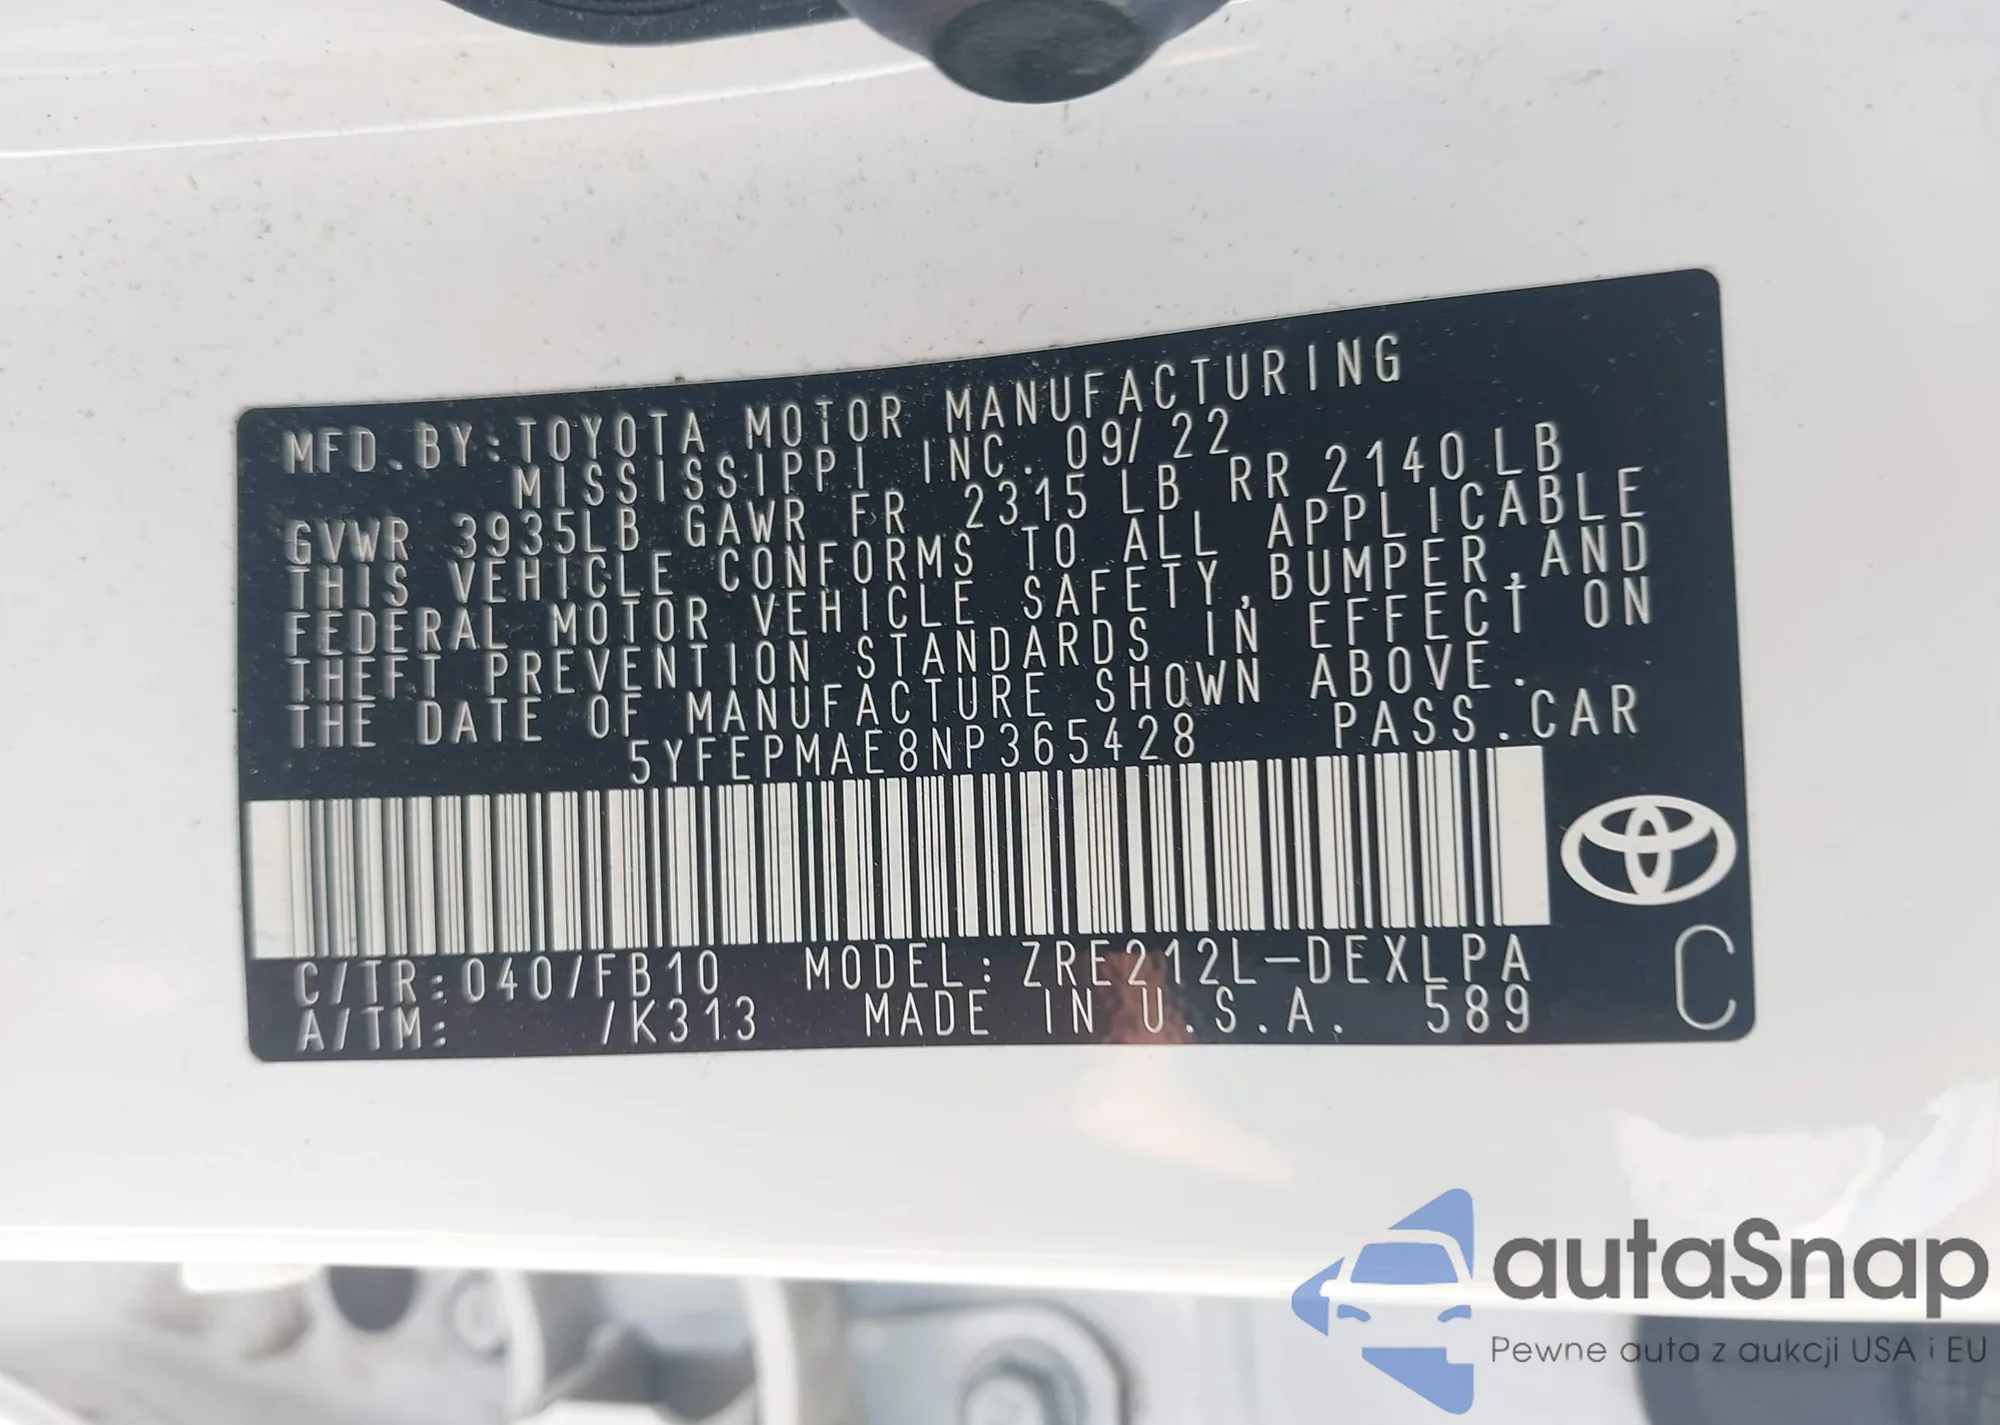 MFD. BY: TOYOTA MOTOR MANUFACTURING
MISSISSIPPI INC. 09/22
GVWR 3935LB GAWR FR 2315 LB RR 2140LB
THIS VEHICLE CONFORMS TO ALL APPLICABLE
FEDERAL MOTOR VEHICLE SAFETY, BUMPER, AND
THEFT PREVENTION STANDARDS IN EFFECT ON
THE DATE OF MANUFACTURE SHOWN ABOVE.
5YFEPMAE8NP365428 PASS. CAR
C/TR: 040/FB10 MODEL: ZRE212L-DEXLPA
A/TM: /K313 MADE IN U.S.A. 589
C
autaSnap
Pewne auta z aukcji USA i EU